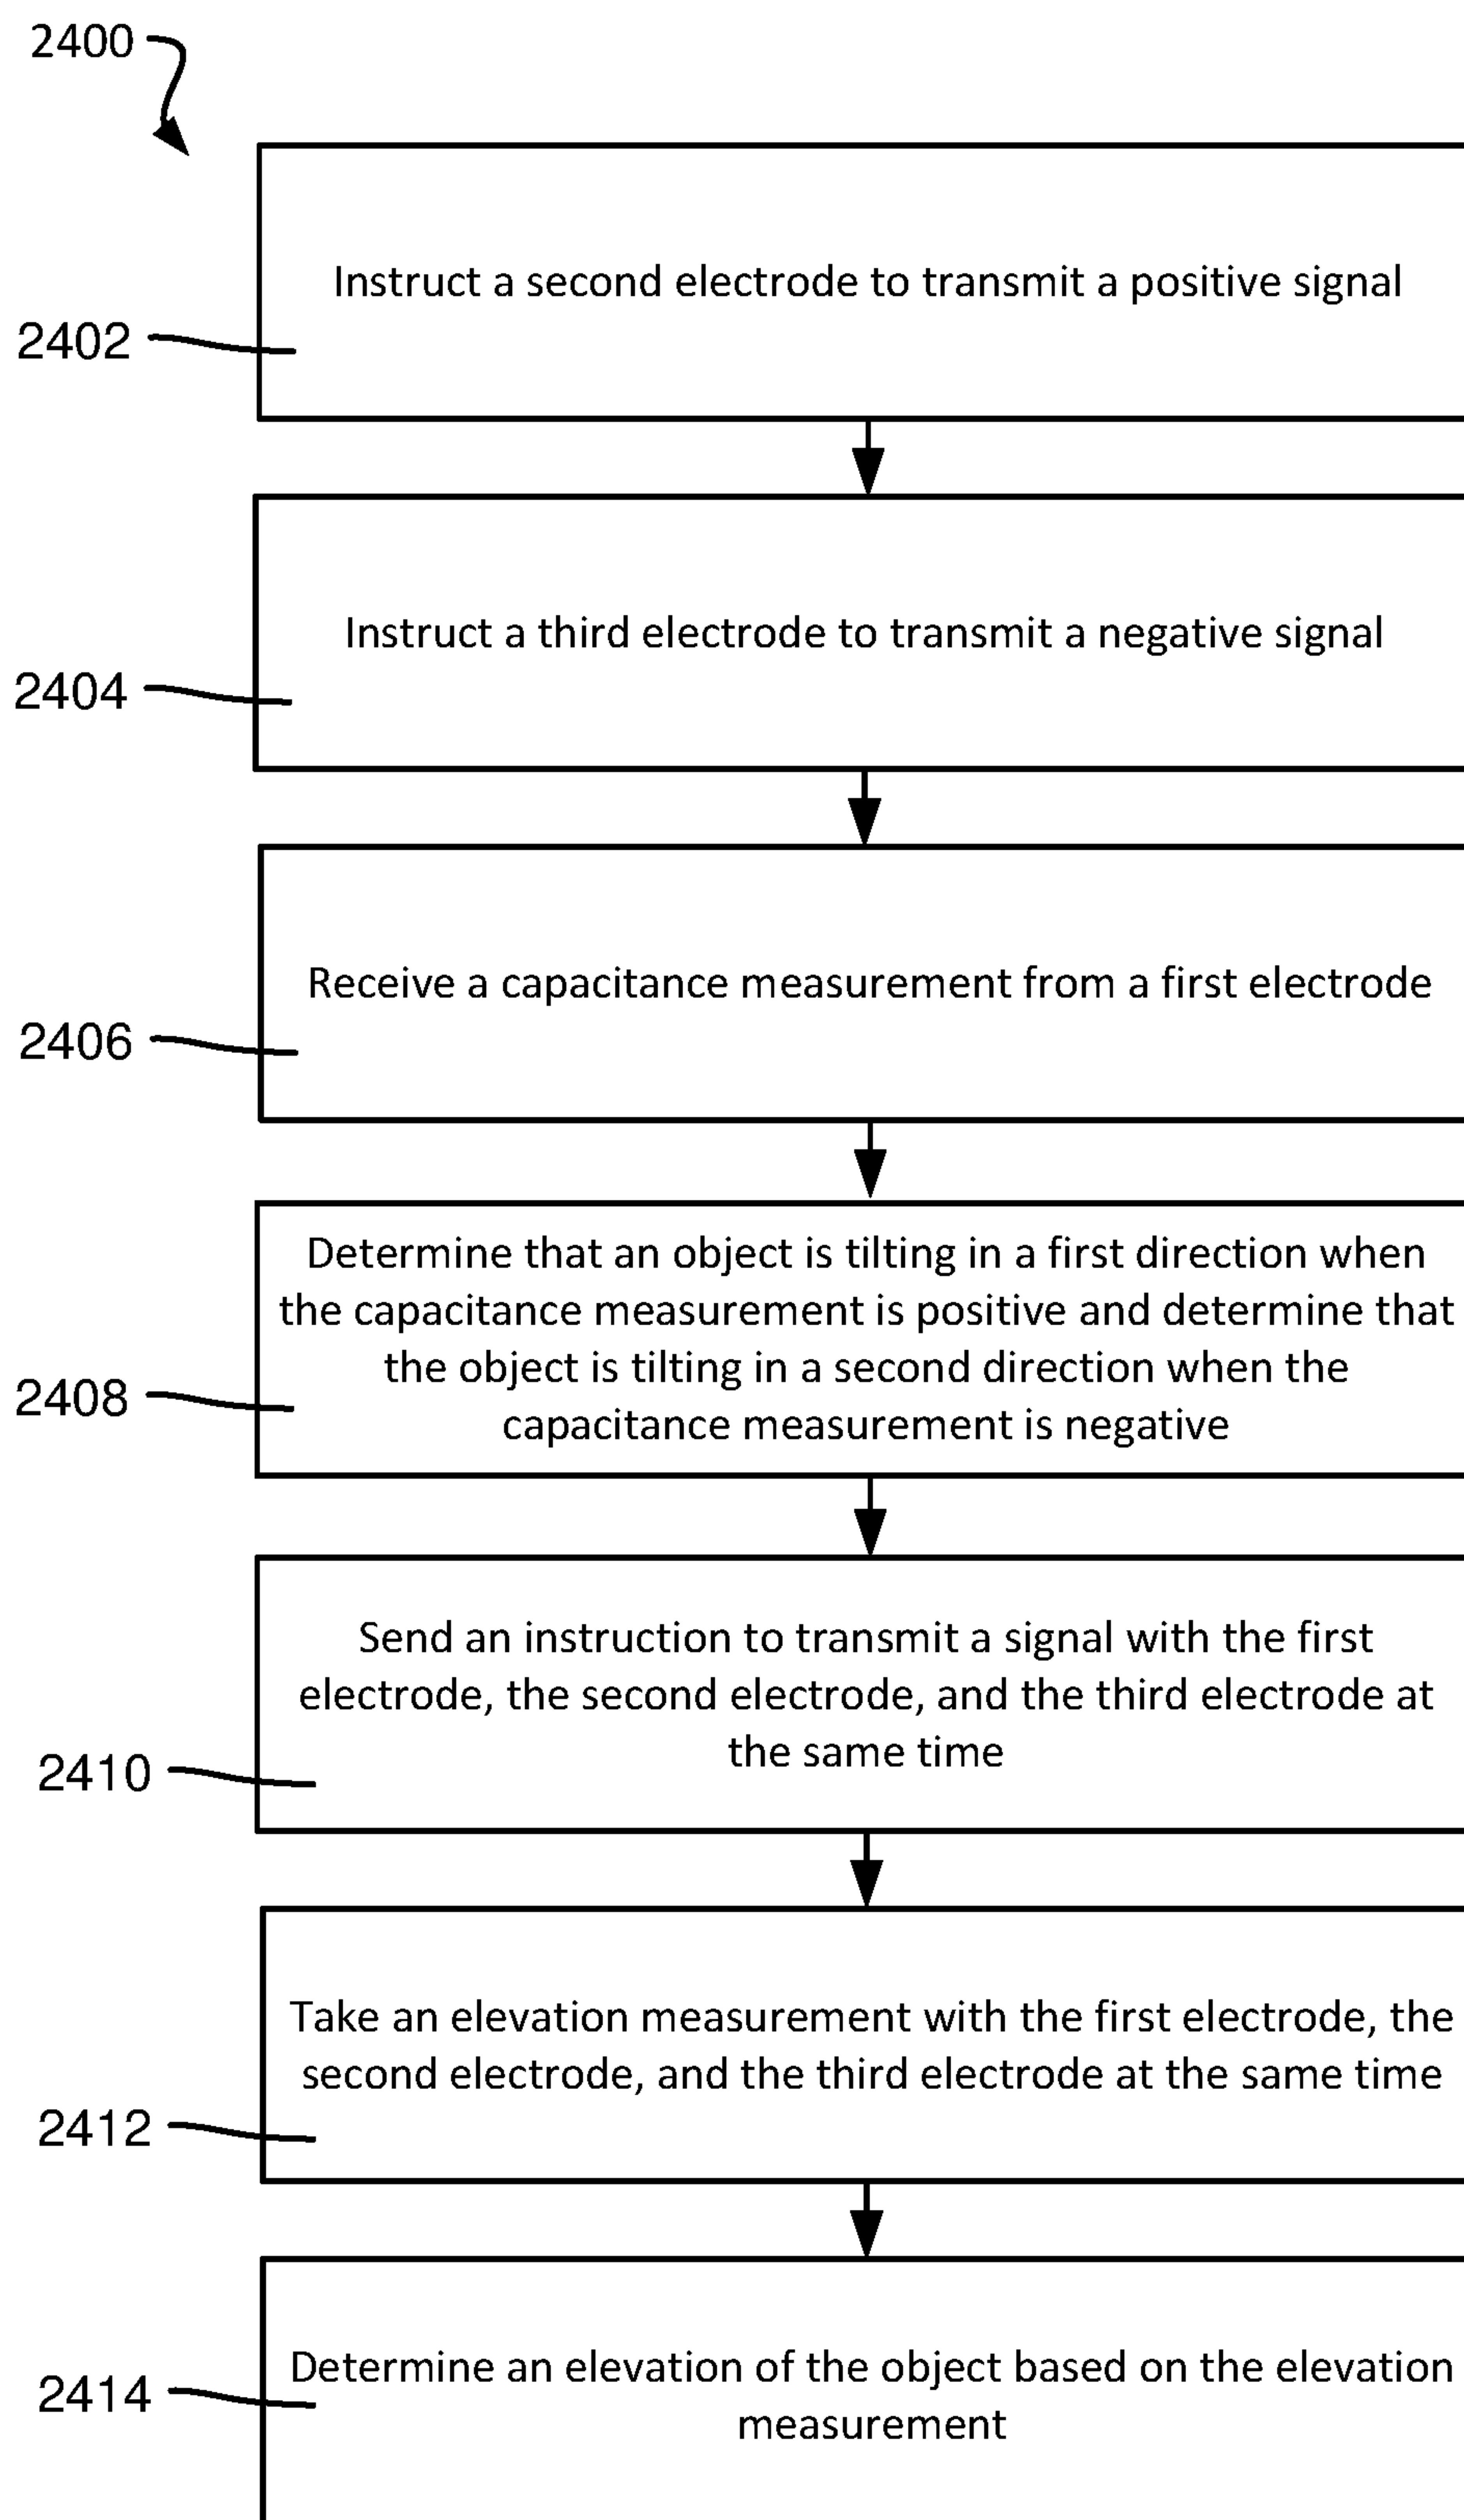 2400
Instruct a second electrode to transmit a positive signal
2402
Instruct a third electrode to transmit a negative signal
2404
Receive a capacitance measurement from a first electrode
2406
Determine that an object is tilting in a first direction when
the capacitance measurement is positive and determine that
the object is tilting in a second direction when the
capacitance measurement is negative
2408
Send an instruction to transmit a signal with the first
electrode, the second electrode, and the third electrode at
the same time
2410
Take an elevation measurement with the first electrode, the
second electrode, and the third electrode at the same time
2412
Determine an elevation of the object based on the elevation
measurement
2414